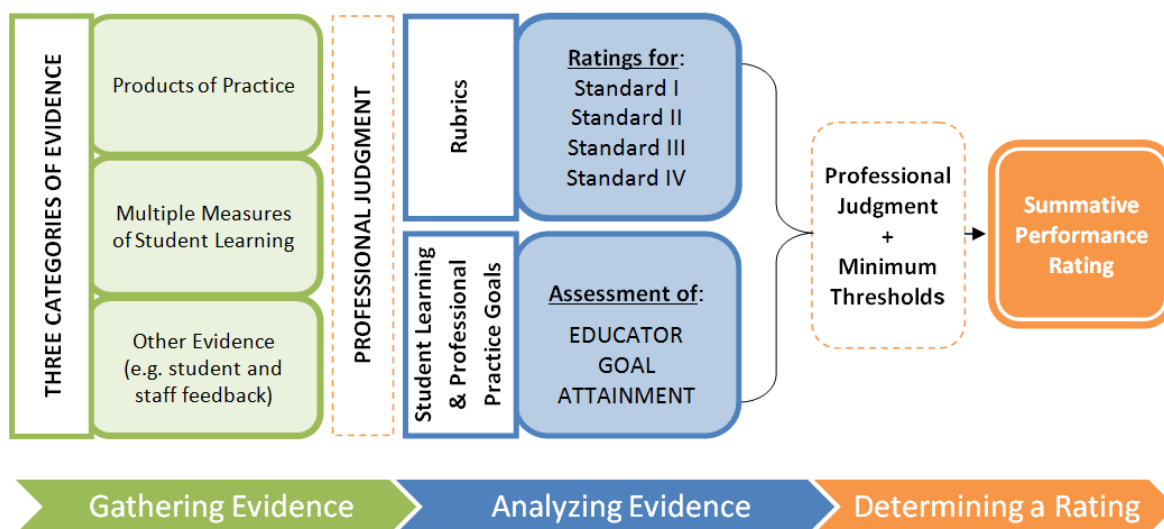 THREE CATEGORIES OF EVIDENCE
Products of Practice
Multiple Measures
of Student Learning
Other Evidence
(e.g. student and
staff feedback)
PROFESSIONAL JUDGMENT
Rubrics
Ratings for:
Standard I
Standard II
Standard III
Standard IV
Student Learning
& Professional
Practice Goals
Assessment of:
EDUCATOR
GOAL
ATTAINMENT
Professional
Judgment
+
Minimum
Thresholds
Summative
Performance
Rating
Gathering Evidence
Analyzing Evidence
Determining a Rating